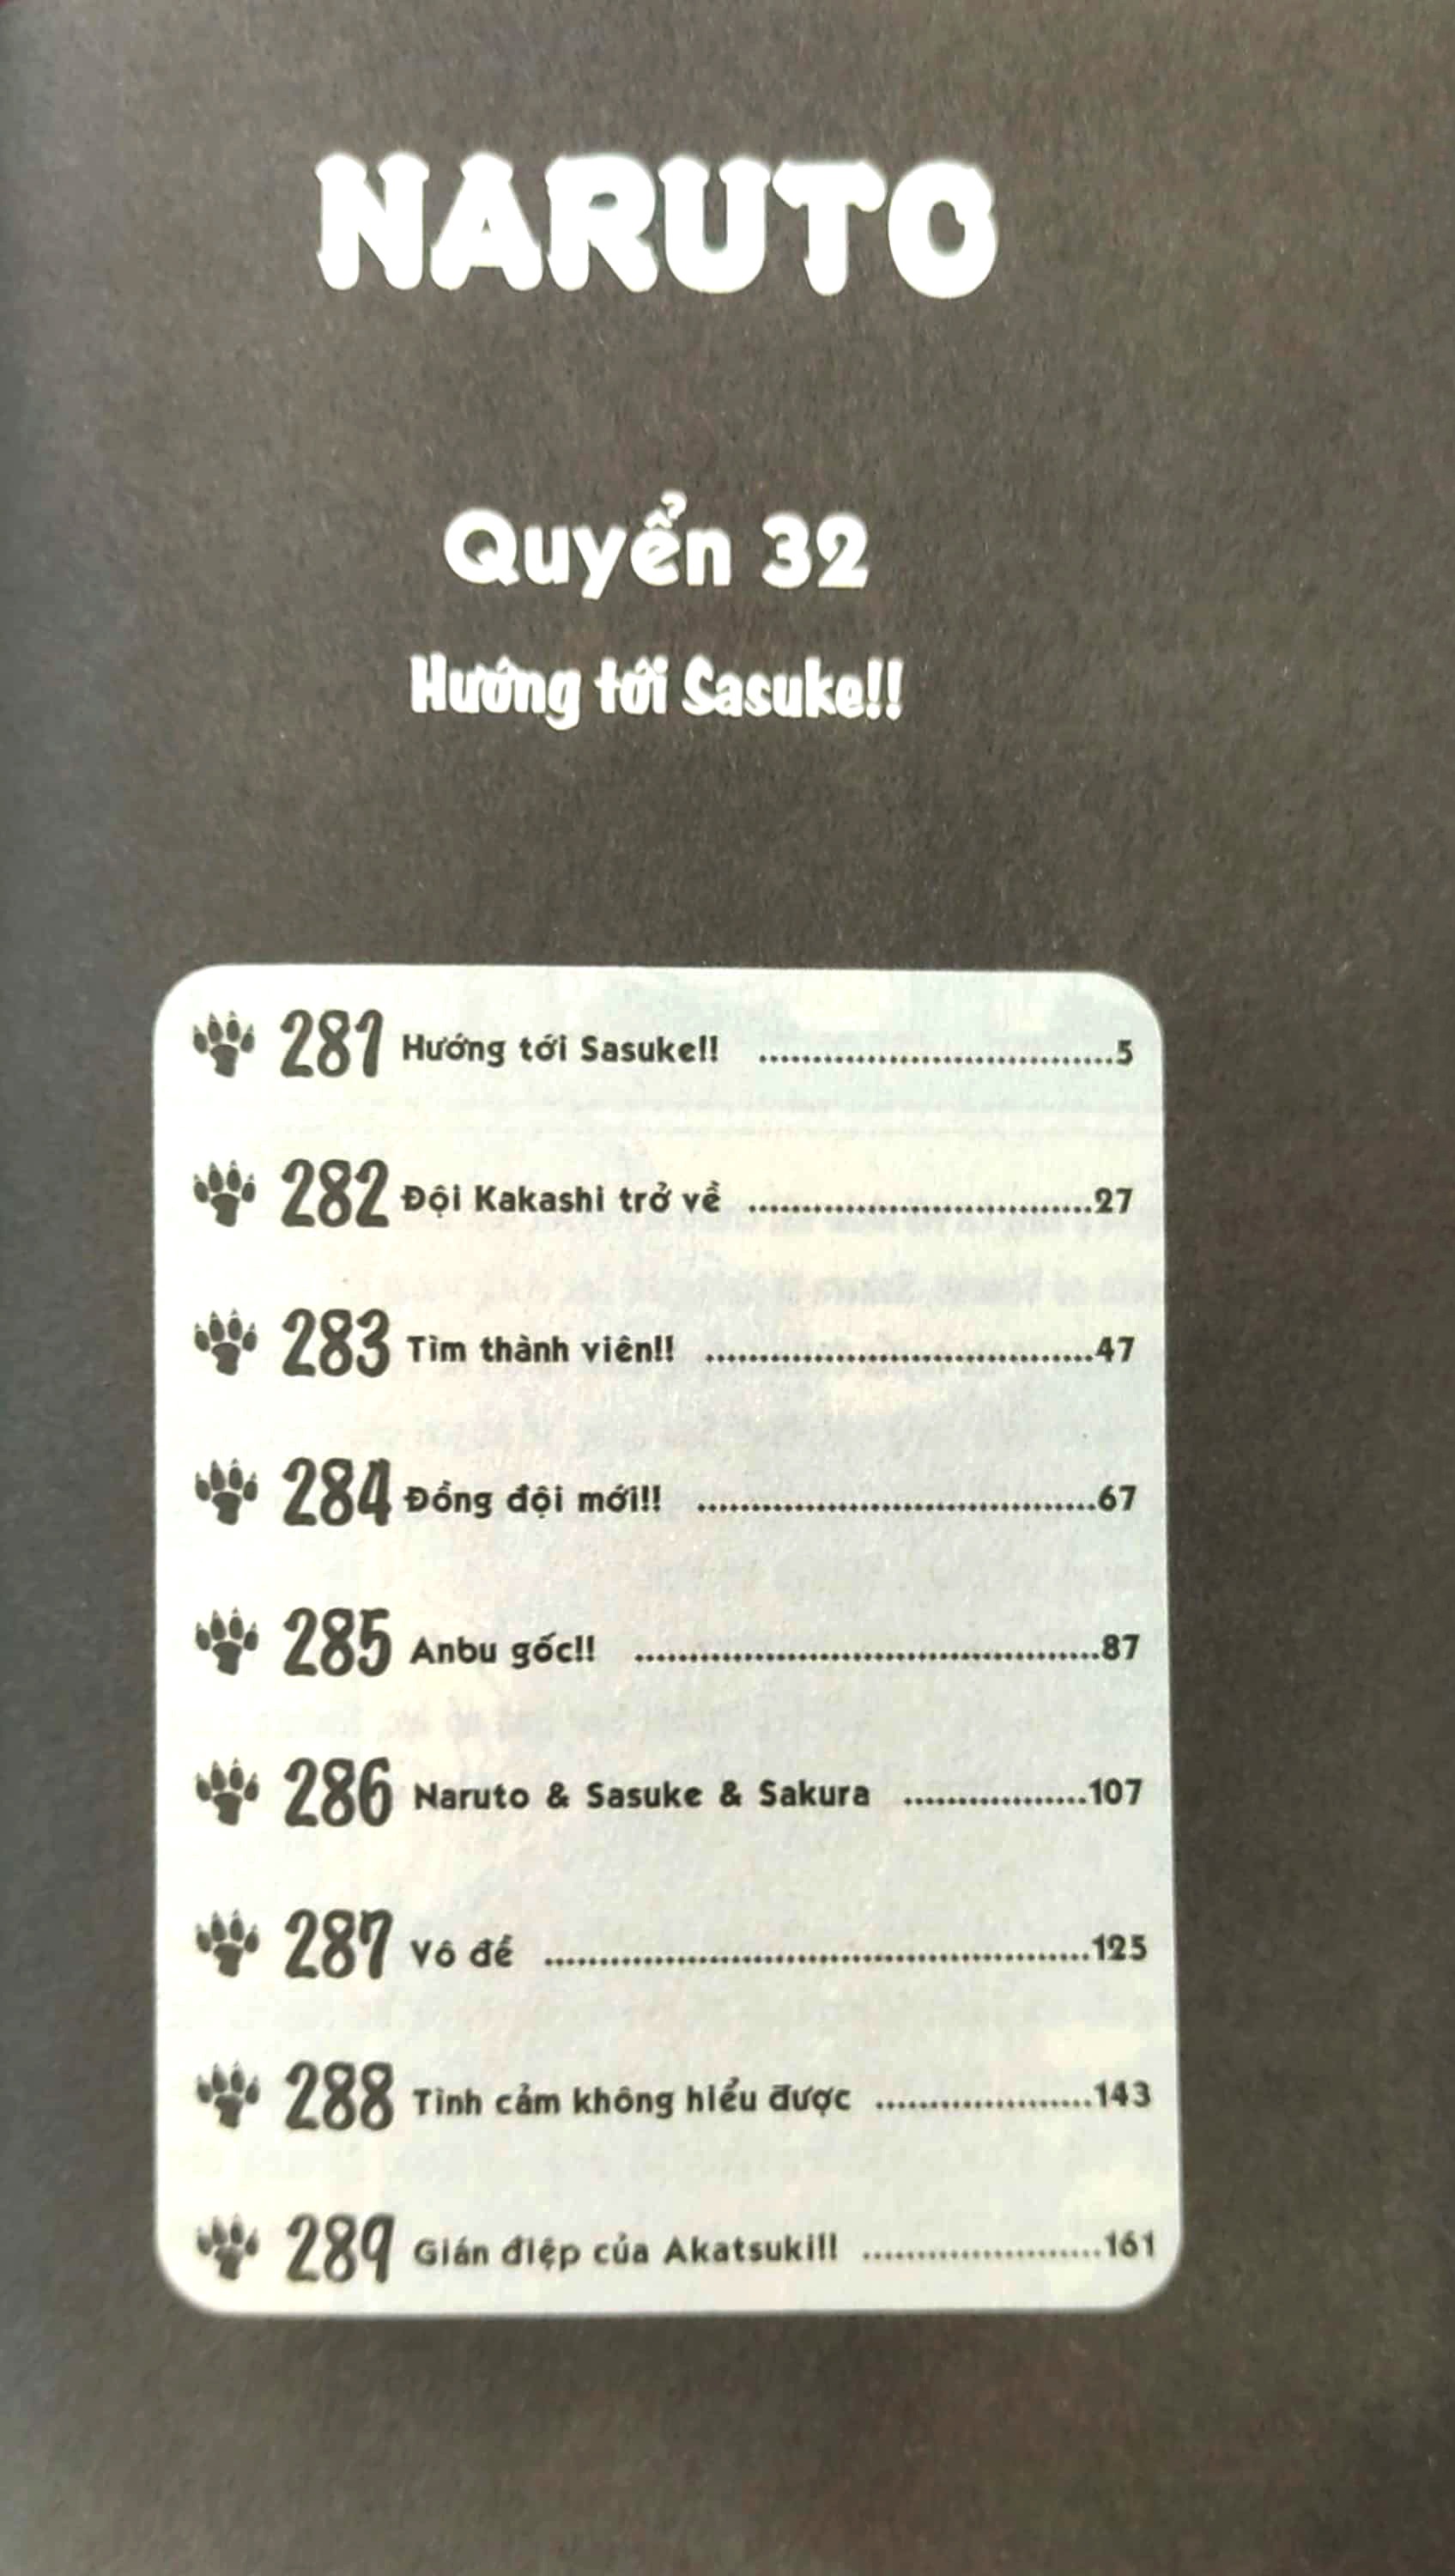 NARUTO
Quyển 32
Hướng tới Sasuke!!
281 Hướng tới Sasuke!! .................................5
282 Đội Kakashi trở về ................................27
283 Tìm thành viên!! ....................................47
284 Đồng đội mới!! .....................................67
285 Anbu gốc!! ...........................................87
286 Naruto & Sasuke & Sakura .................107
287 Vô đề ...................................................125
288 Tình cảm không hiểu được ....................143
289 Gián điệp của Akatsuki!! ......................161